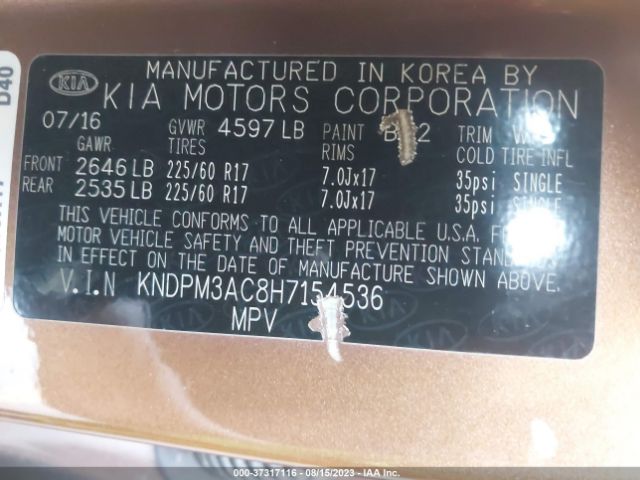 D40
KIA
MANUFACTURED IN KOREA BY
KIA MOTORS CORPORATION
07/16 GVWR 4597 LB PAINT TRIM
GAWR TIRES RIMS COLD TIRE INFL
FRONT 2646 LB 225/60 R17 7.0Jx17 35psi SINGLE
REAR 2535 LB 225/60 R17 7.0Jx17 35psi SINGLE
THIS VEHICLE CONFORMS TO ALL APPLICABLE U.S.A.
MOTOR VEHICLE SAFETY AND THEFT PREVENTION
IN EFFECT ON THE DATE OF MANUFACTURE SHOWN ABOVE.
V.I.N KNDPM3AC8H7154536
MPV
000-37317116 - 08/15/2023 - IAA Inc.